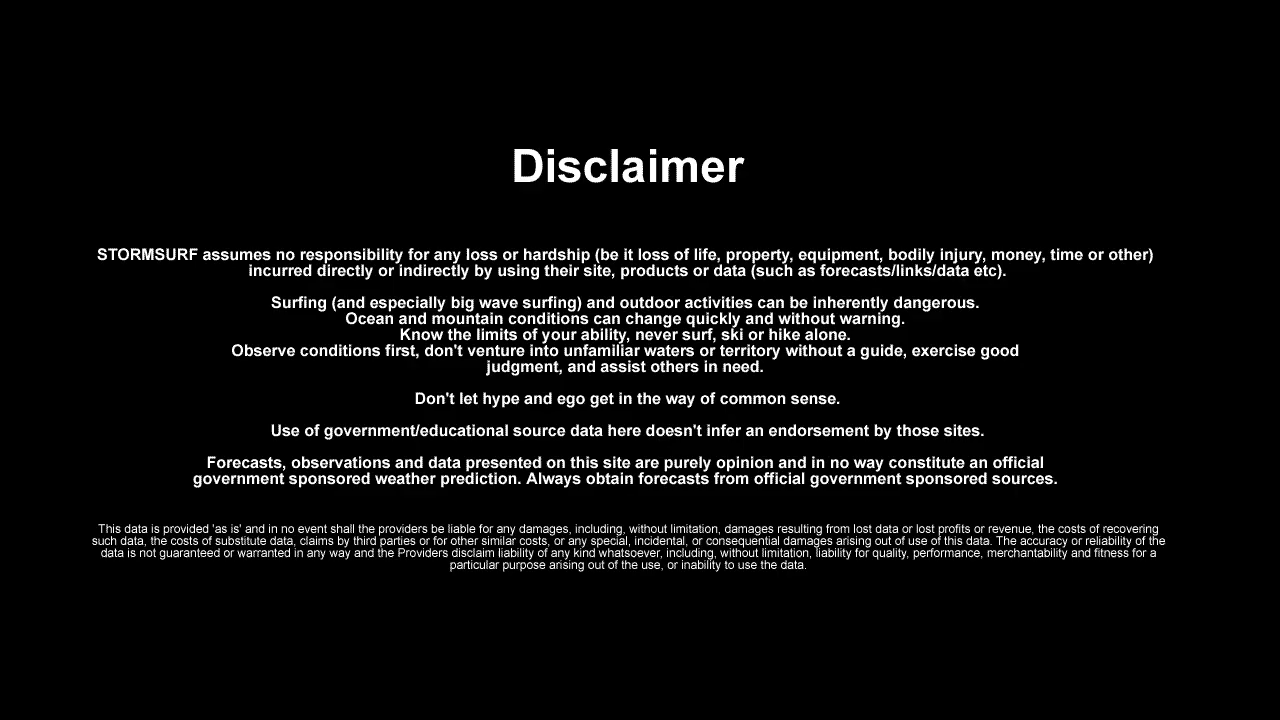 Disclaimer
STORMSURF assumes no responsibility for any loss or hardship (be it loss of life, property, equipment, bodily injury, money, time or other)
incurred directly or indirectly by using their site, products or data (such as forecasts/links/data etc).
Surfing (and especially big wave surfing) and outdoor activities can be inherently dangerous.
Ocean and mountain conditions can change quickly and without warning.
Know the limits of your ability, never surf, ski or hike alone.
Observe conditions first, don't venture into unfamiliar waters or territory without a guide, exercise good
judgment, and assist others in need.
Don't let hype and ego get in the way of common sense.
Use of government/educational source data here doesn't infer an endorsement by those sites.
Forecasts, observations and data presented on this site are purely opinion and in no way constitute an official
government sponsored weather prediction. Always obtain forecasts from official government sponsored sources.
This data is provided 'as is' and in no event shall the providers be liable for any damages, including, without limitation, damages resulting from lost data or lost profits or revenue, the costs of recovering
such data, the costs of substitute data, claims by third parties or for other similar costs, or any special, incidental, or consequential damages arising out of use of this data. The accuracy or reliability of the
data is not guaranteed or warranted in any way and the Providers disclaim liability of any kind whatsoever, including, without limitation, liability for quality, performance, merchantability and fitness for a
particular purpose arising out of the use, or inability to use the data.